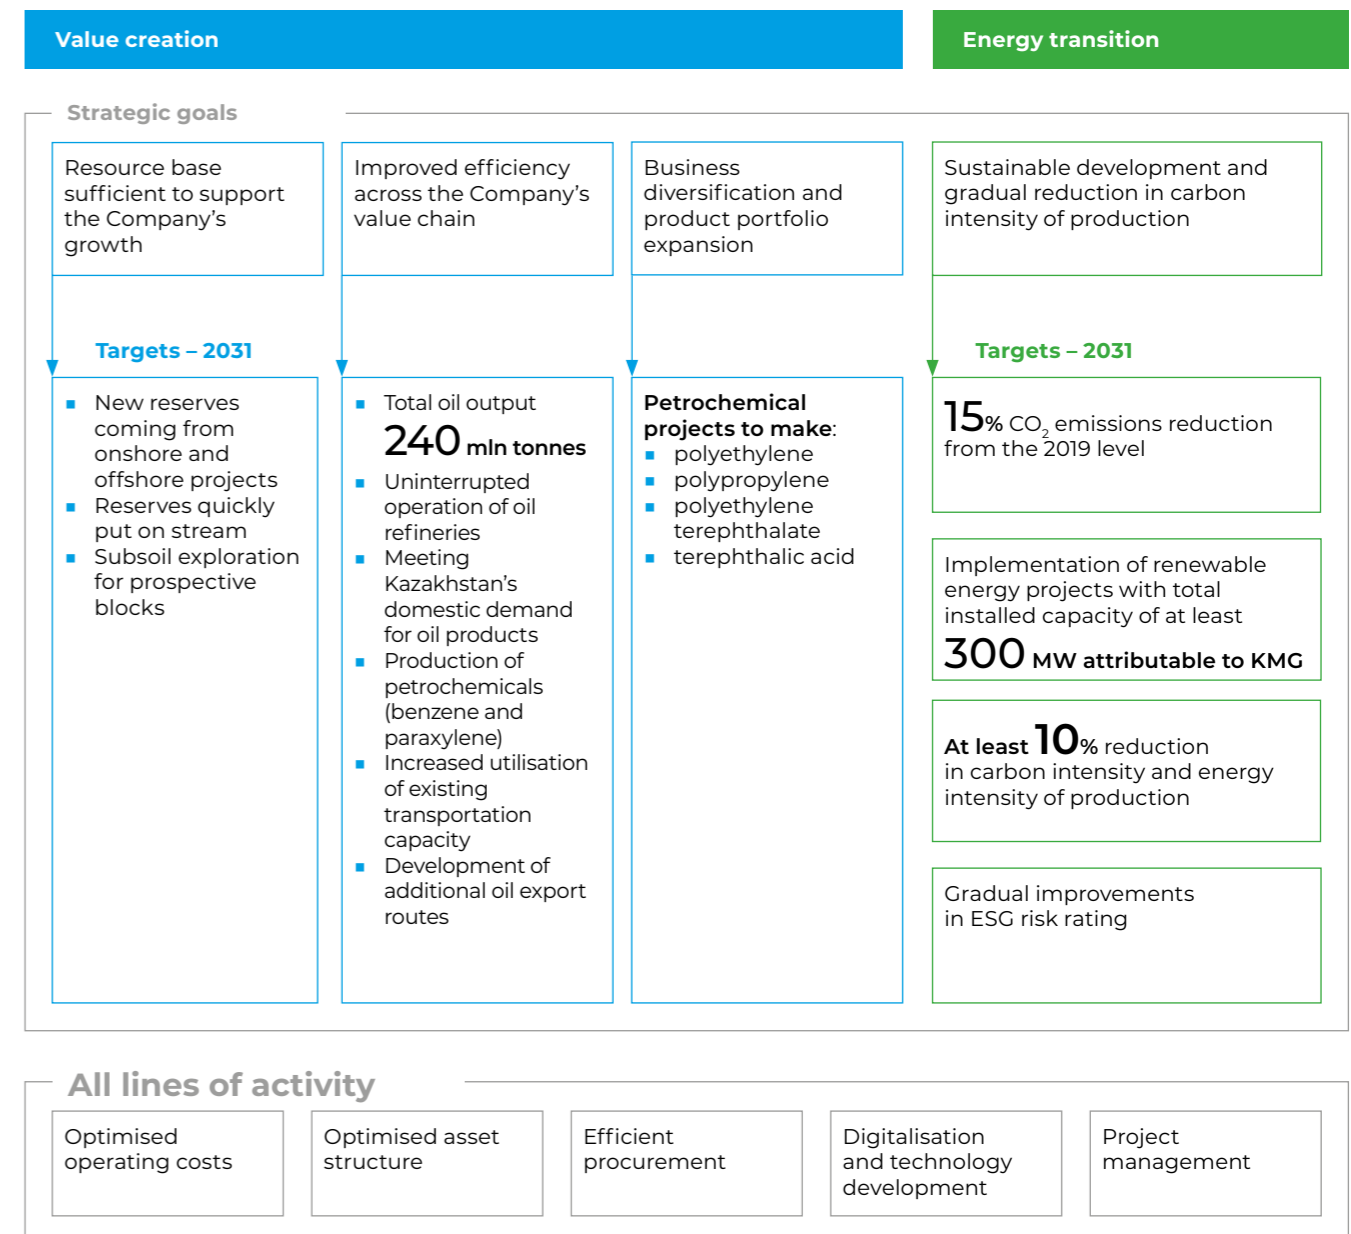 Value creation
Energy transition
Strategic goals
Resource base
sufficient to support
the Company’s
growth
Improved efficiency
across the Company’s
value chain
Business
diversification and
product portfolio
expansion
Sustainable development and
gradual reduction in carbon
intensity of production
Targets – 2031
Targets – 2031
New reserves
coming from
onshore and
offshore projects
Reserves quickly
put on stream
Subsoil exploration
for prospective
blocks
Total oil output
240 mln tonnes
Uninterrupted
operation of oil
refineries
Meeting
Kazakhstan’s
domestic demand
for oil products
Production of
petrochemicals
(benzene and
paraxylene)
Increased utilisation
of existing
transportation
capacity
Development of
additional oil export
routes
Petrochemical
projects to make:
polyethylene
polypropylene
polyethylene
terephthalate
terephthalic acid
15% CO₂ emissions reduction
from the 2019 level
Implementation of renewable
energy projects with total
installed capacity of at least
300 MW attributable to KMG
At least 10% reduction
in carbon intensity and energy
intensity of production
Gradual improvements
in ESG risk rating
All lines of activity
Optimised
operating costs
Optimised asset
structure
Efficient
procurement
Digitalisation
and technology
development
Project
management